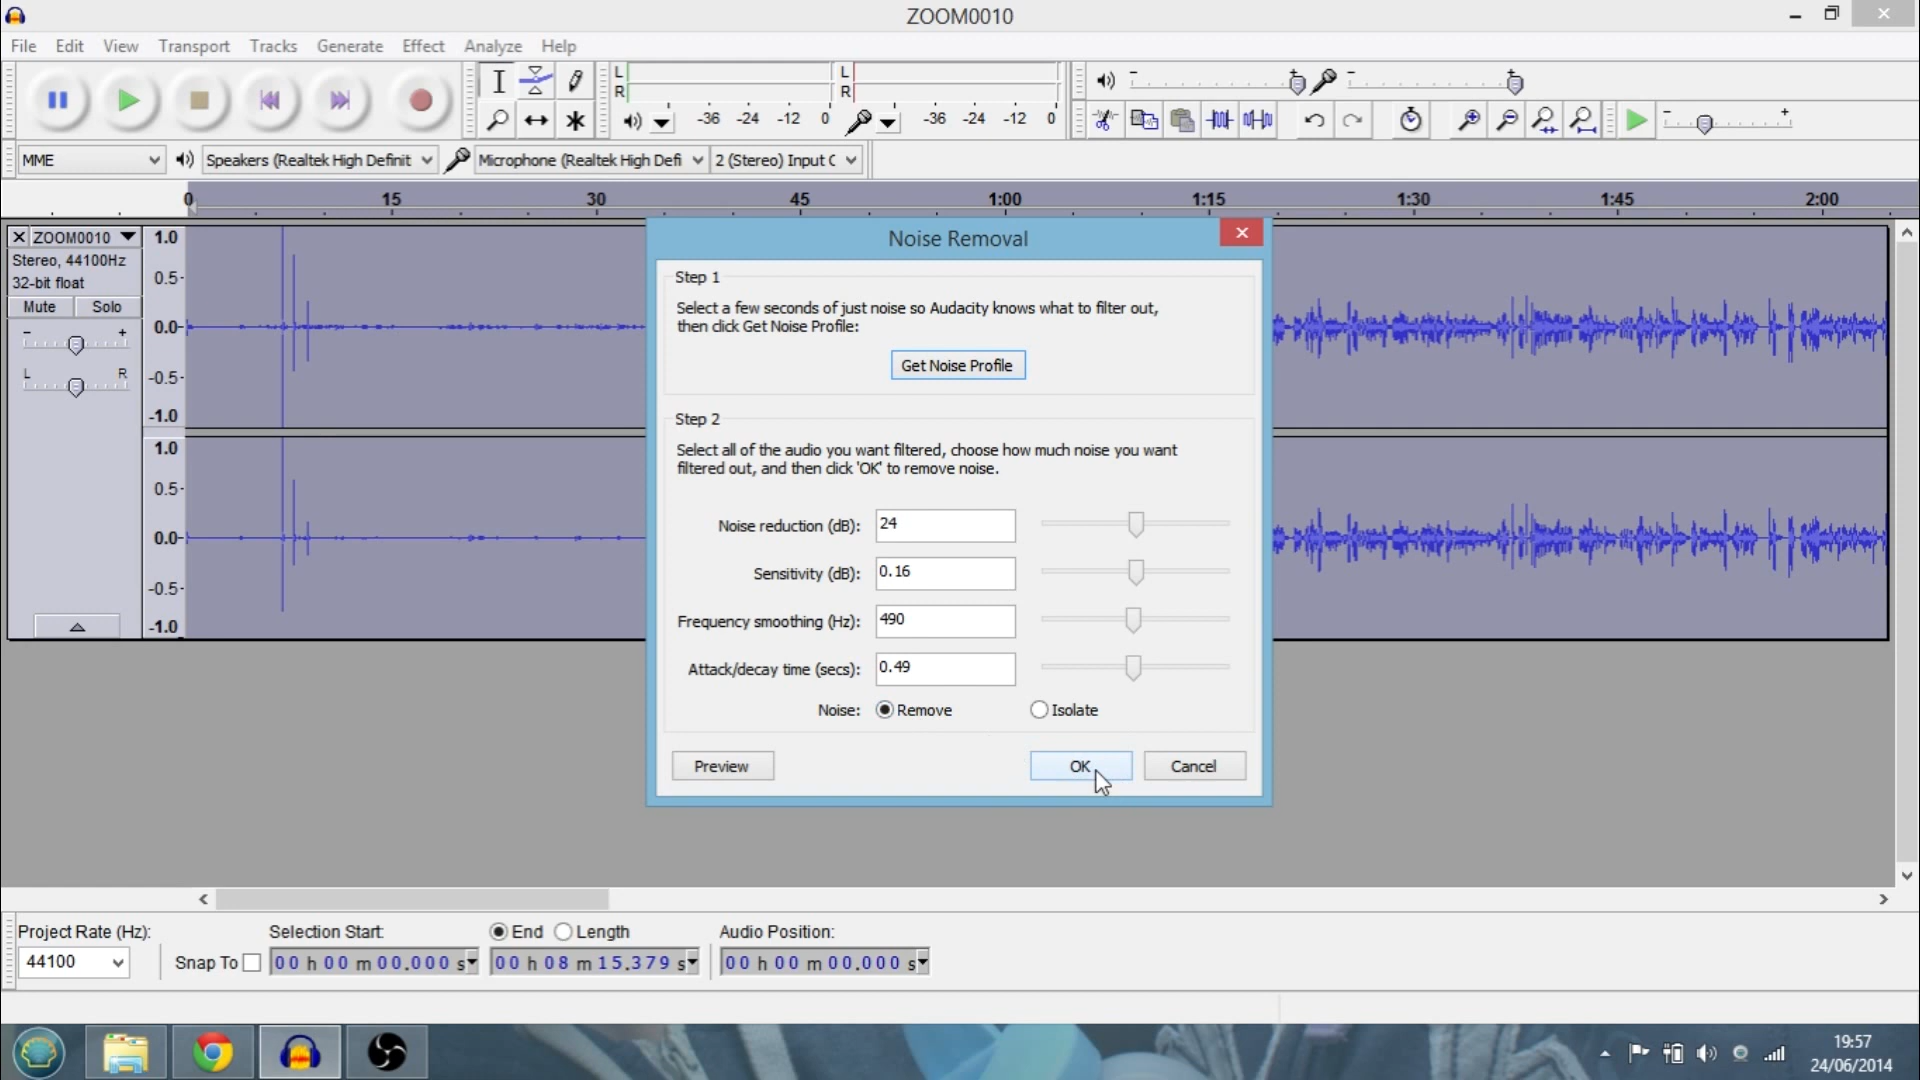 ZOOM0010
File Edit View Transport Tracks Generate Effect Analyze Help
L
R
L
R
-36 -24 -12 0
-36 -24 -12 0
- +
MME
Speakers (Realtek High Definit
Microphone (Realtek High Defi
2 (Stereo) Input C
0 15 30 45 1:00 1:15 1:30 1:45 2:00
ZOOM0010
Stereo, 44100Hz
32-bit float
Mute Solo
- +
L R
1.0
0.5-
0.0-
-0.5-
-1.0
1.0
0.5-
0.0-
-0.5-
-1.0
Noise Removal
Step 1
Select a few seconds of just noise so Audacity knows what to filter out,
then click Get Noise Profile:
Get Noise Profile
Step 2
Select all of the audio you want filtered, choose how much noise you want
filtered out, and then click 'OK' to remove noise.
Noise reduction (dB): 24
Sensitivity (dB): 0.16
Frequency smoothing (Hz): 490
Attack/decay time (secs): 0.49
Noise: Remove Isolate
Preview OK Cancel
Project Rate (Hz): Selection Start: End Length Audio Position:
44100 Snap To 00 h 00 m 00.000 s 00 h 08 m 15.379 s 00 h 00 m 00.000 s
19:57
24/06/2014